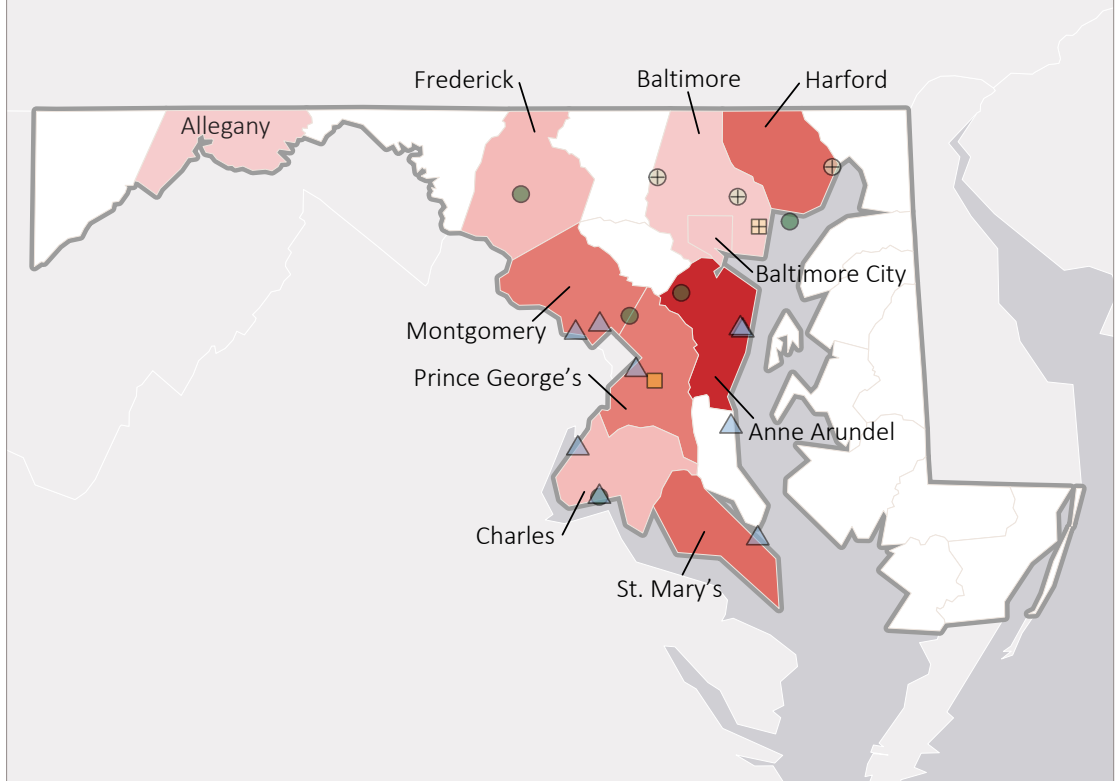 Frederick
Baltimore
Harford
Allegany
Baltimore City
Montgomery
Prince George’s
Anne Arundel
Charles
St. Mary’s